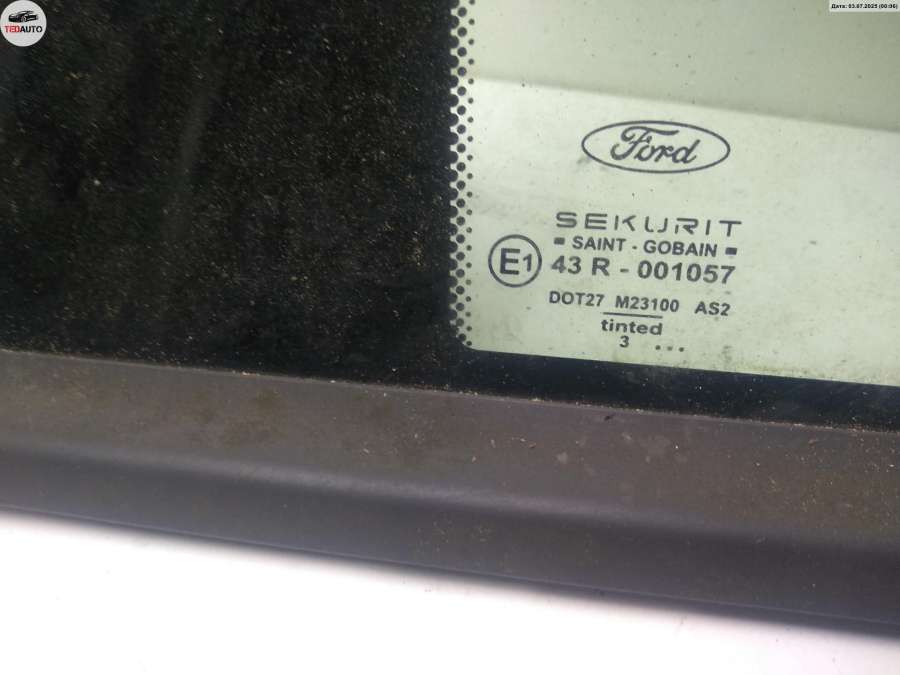 TEDAUTO
Дата: 03.07.2025 (00:06)
Ford
SEKURIT
SAINT - GOBAIN
E1 43 R - 001057
DOT27 M23100 AS2
tinted
3 ...